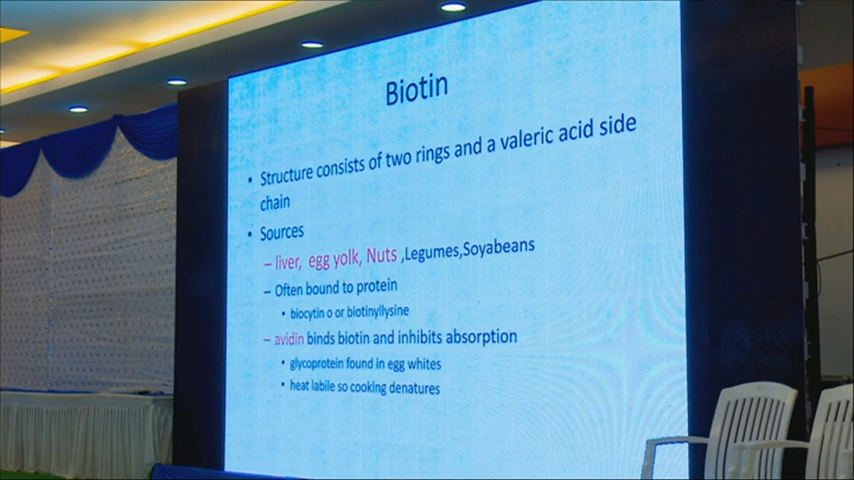 Biotin
• Structure consists of two rings and a valeric acid side
chain
• Sources
– liver, egg yolk, Nuts ,Legumes,Soyabeans
– Often bound to protein
• biocytin o or biotinyllysine
– avidin binds biotin and inhibits absorption
• glycoprotein found in egg whites
• heat labile so cooking denatures